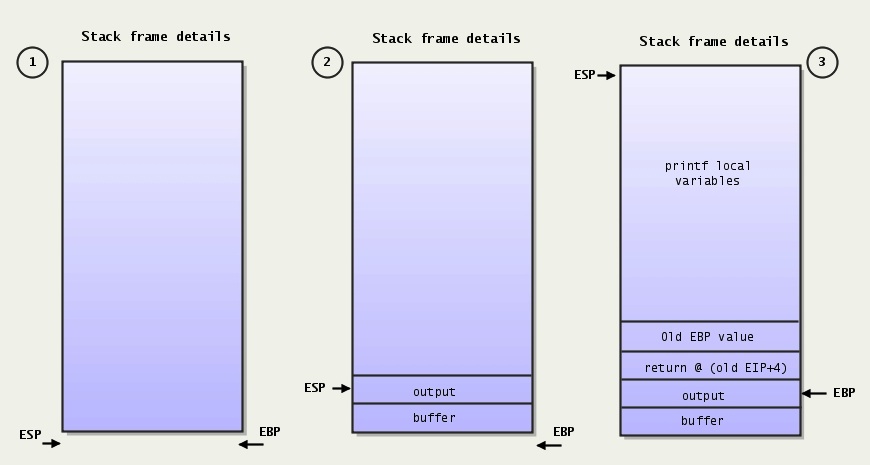 Stack frame details
1
ESP
EBP
Stack frame details
2
ESP
output
buffer
EBP
Stack frame details
3
ESP
printf local
variables
Old EBP value
return @ (old EIP+4)
output
EBP
buffer